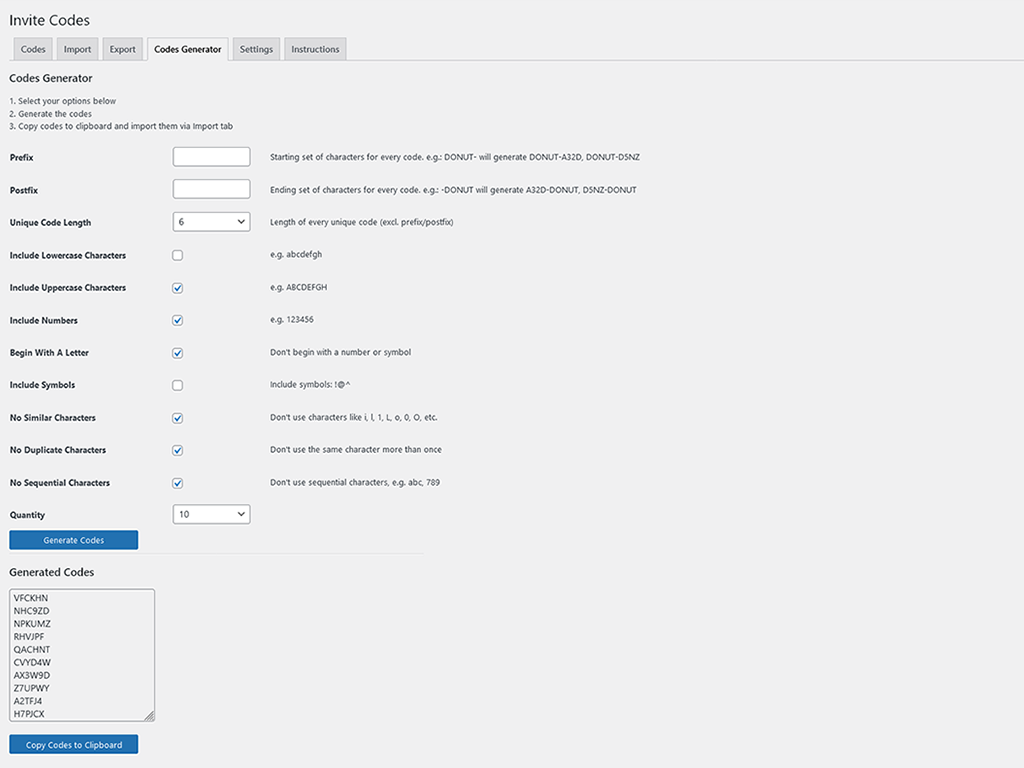 Invite Codes
Codes Import Export Codes Generator Settings Instructions
Codes Generator
1. Select your options below
2. Generate the codes
3. Copy codes to clipboard and import them via Import tab
Prefix Starting set of characters for every code. e.g.: DONUT- will generate DONUT-A32D, DONUT-D5NZ
Postfix Ending set of characters for every code. e.g.: -DONUT will generate A32D-DONUT, D5NZ-DONUT
Unique Code Length 6 Length of every unique code (excl. prefix/postfix)
Include Lowercase Characters e.g. abcdefgh
Include Uppercase Characters e.g. ABCDEFGH
Include Numbers e.g. 123456
Begin With A Letter Don't begin with a number or symbol
Include Symbols Include symbols: !@^
No Similar Characters Don't use characters like i, l, 1, L, o, 0, O, etc.
No Duplicate Characters Don't use the same character more than once
No Sequential Characters Don't use sequential characters, e.g. abc, 789
Quantity 10
Generate Codes
Generated Codes
VFCKHN
NHC9ZD
NPKUMZ
RHVJPF
QACHNT
CVYD4W
AX3W9D
Z7UPWY
A2TFJ4
H7PJCX
Copy Codes to Clipboard